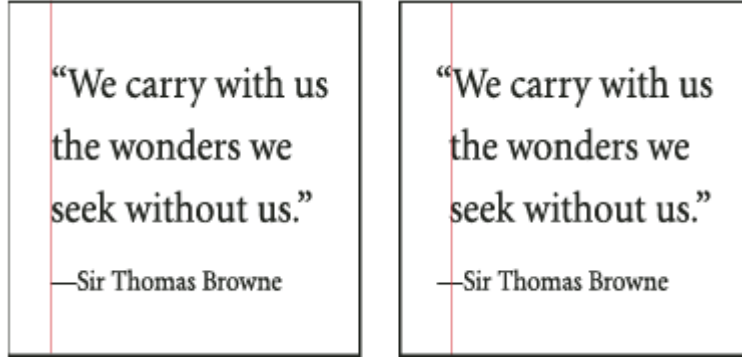 “We carry with us
the wonders we
seek without us.”
—Sir Thomas Browne
“We carry with us
the wonders we
seek without us.”
—Sir Thomas Browne